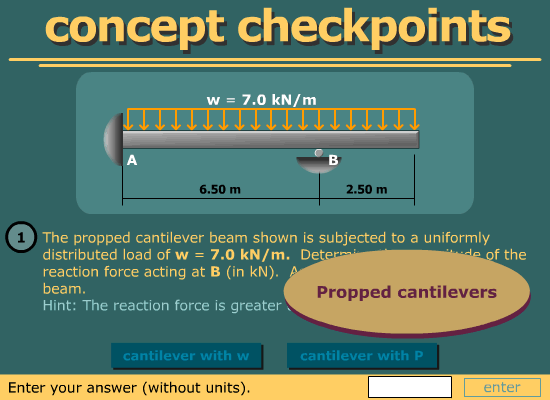 concept checkpoints
w = 7.0 kN/m
A
B
6.50 m
2.50 m
1
The propped cantilever beam shown is subjected to a uniformly
distributed load of w = 7.0 kN/m. of the
reaction force acting at B (in kN).
beam.
Hint: The reaction force is greater
Propped cantilevers
cantilever with w
cantilever with P
Enter your answer (without units).
enter